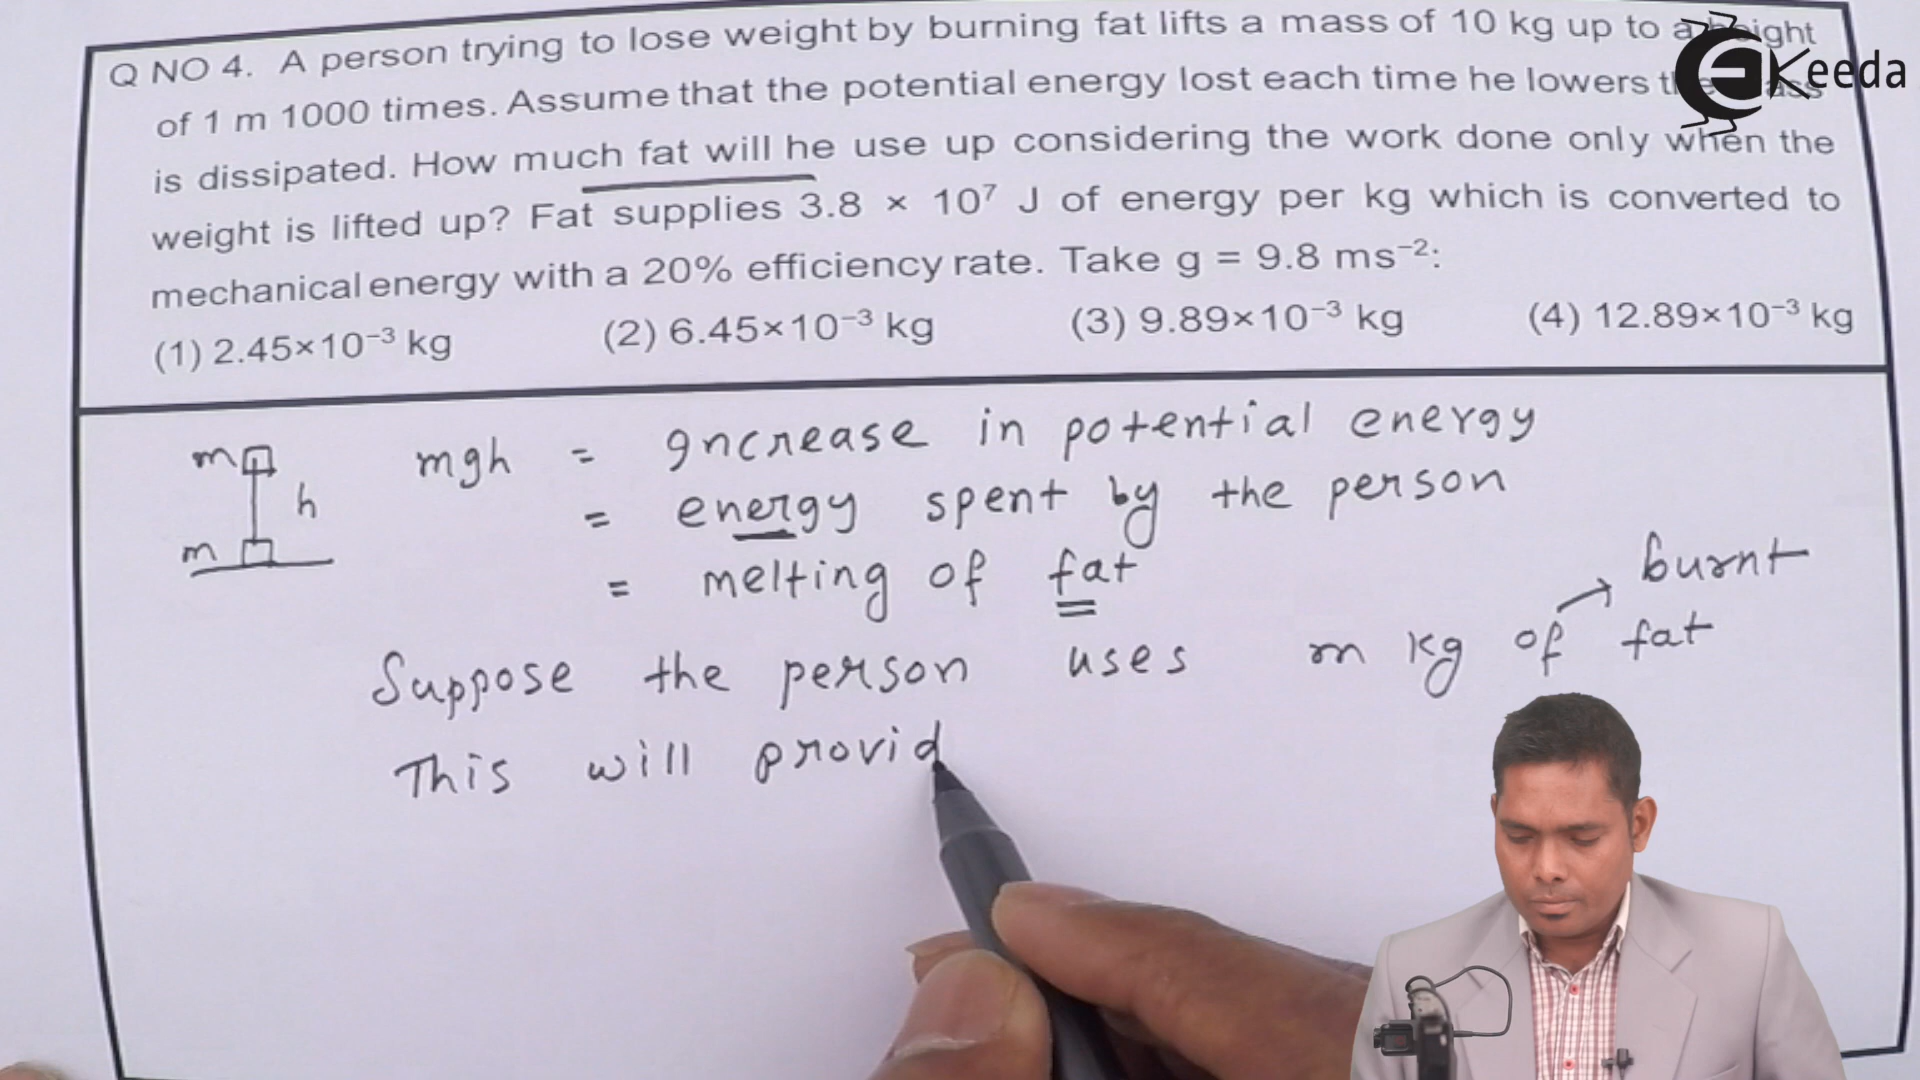 Q NO 4. A person trying to lose weight by burning fat lifts a mass of 10 kg up to a height
of 1 m 1000 times. Assume that the potential energy lost each time he lowers the mass
is dissipated. How much fat will he use up considering the work done only when the
weight is lifted up? Fat supplies 3.8 × 10⁷ J of energy per kg which is converted to
mechanical energy with a 20% efficiency rate. Take g = 9.8 ms⁻²:
(1) 2.45×10⁻³ kg (2) 6.45×10⁻³ kg (3) 9.89×10⁻³ kg (4) 12.89×10⁻³ kg
Keeda
m
h
m
mgh = Increase in potential energy
= energy spent by the person
= melting of fat
burnt
Suppose the person uses m kg of fat
This will provid